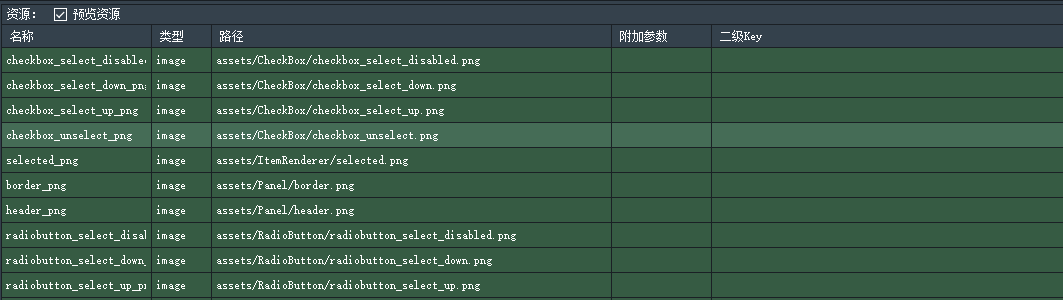 资源： 预览资源
名称 类型 路径 附加参数 二级Key
checkbox_select_disable image assets/CheckBox/checkbox_select_disabled.png
checkbox_select_down_pn image assets/CheckBox/checkbox_select_down.png
checkbox_select_up_png image assets/CheckBox/checkbox_select_up.png
checkbox_unselect_png image assets/CheckBox/checkbox_unselect.png
selected_png image assets/ItemRenderer/selected.png
border_png image assets/Panel/border.png
header_png image assets/Panel/header.png
radiobutton_select_disal image assets/RadioButton/radiobutton_select_disabled.png
radiobutton_select_down_ image assets/RadioButton/radiobutton_select_down.png
radiobutton_select_up_p image assets/RadioButton/radiobutton_select_up.png